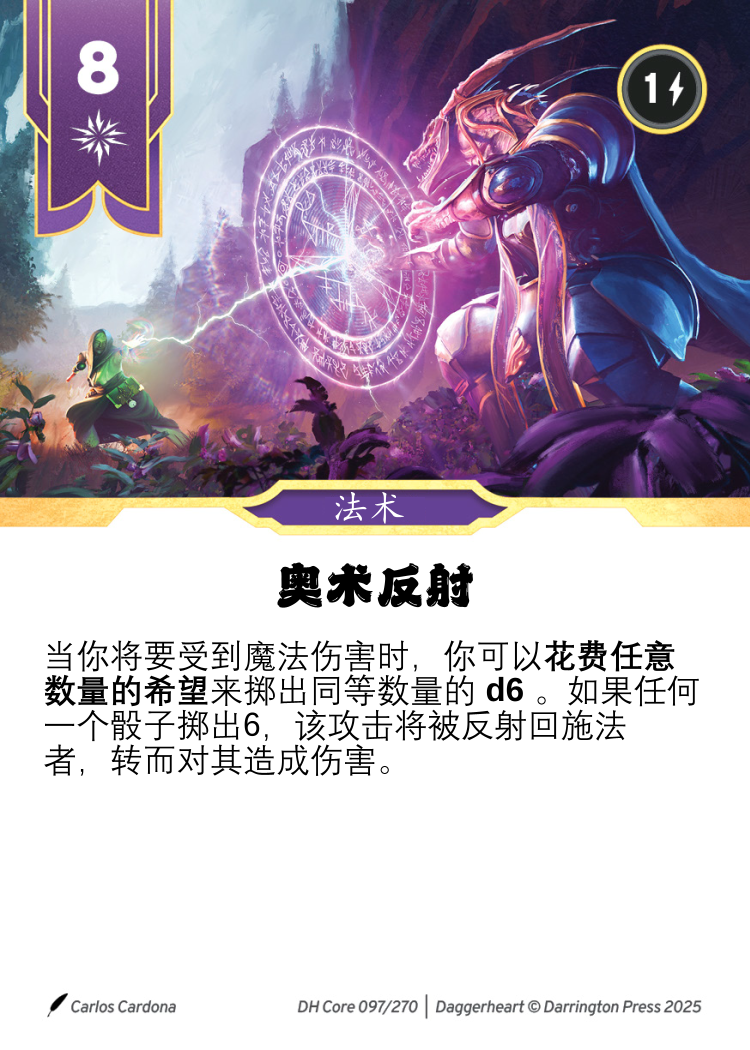 8
1
法术
奥术反射
当你将要受到魔法伤害时，你可以花费任意
数量的希望来掷出同等数量的 d6 。如果任何
一个骰子掷出6，该攻击将被反射回施法
者，转而对其造成伤害。
Carlos Cardona
DH Core 097/270 | Daggerheart © Darrington Press 2025